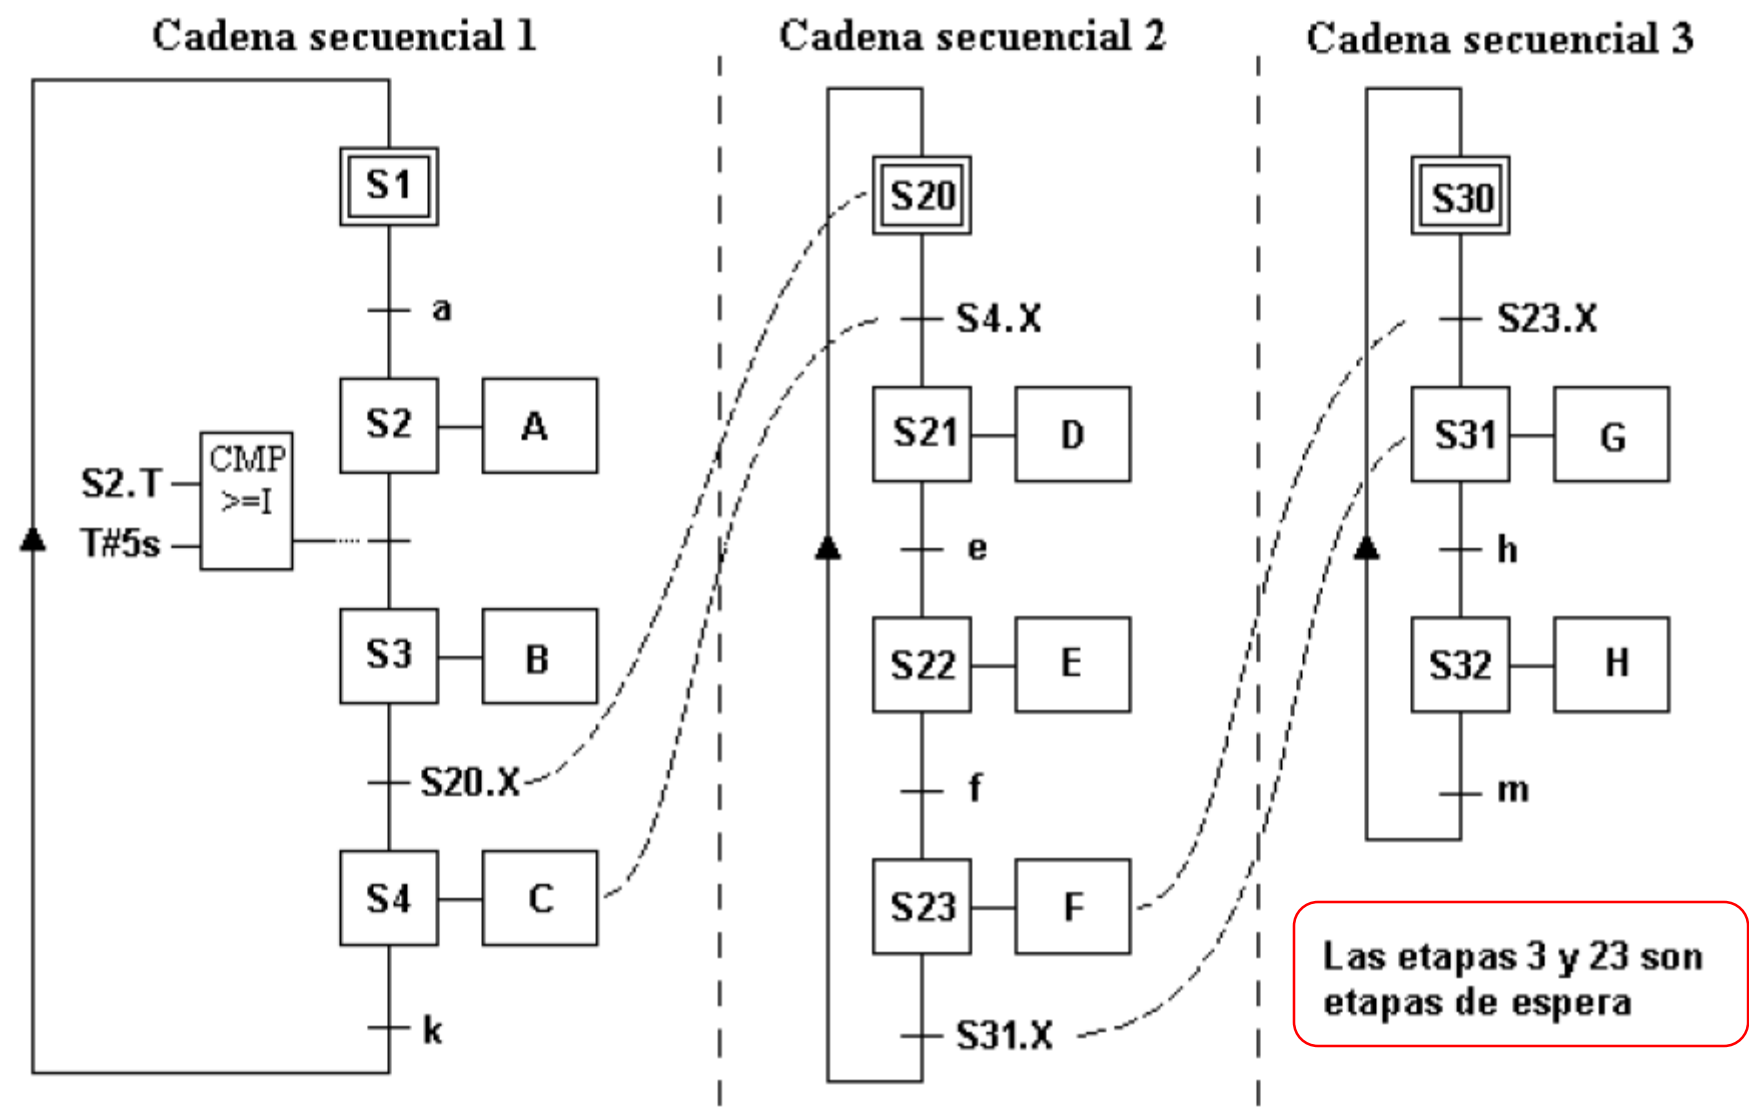 Cadena secuencial 1
S1
a
S2
A
CMP
>=I
S2.T
T#5s
S3
B
S20.X
S4
C
k
Cadena secuencial 2
S20
S4.X
S21
D
e
S22
E
f
S23
F
S31.X
Cadena secuencial 3
S30
S23.X
S31
G
h
S32
H
m
Las etapas 3 y 23 son
etapas de espera